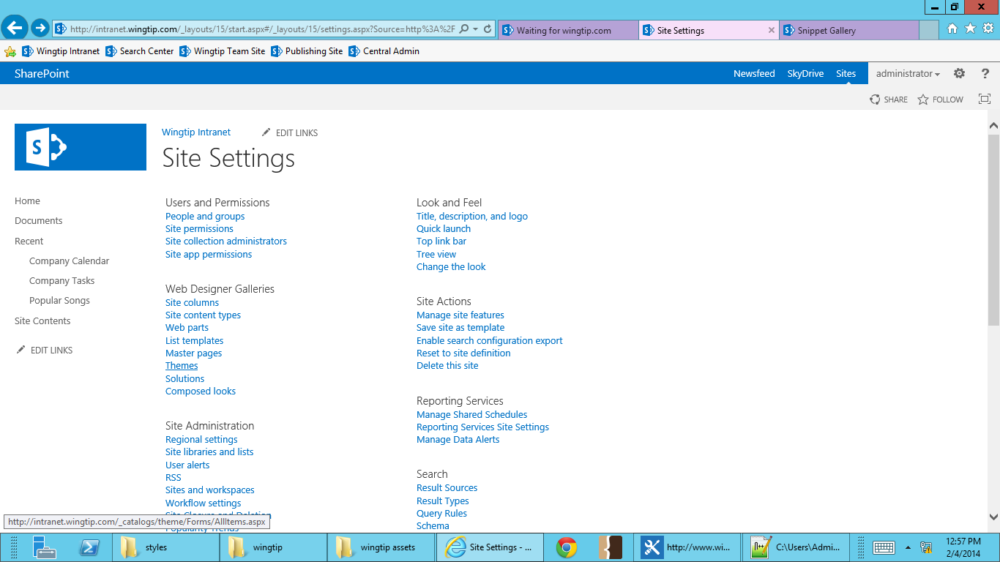 http://intranet.wingtip.com/_layouts/15/start.aspx#/_layouts/15/settings.aspx?Source=http%3A%2F
Waiting for wingtip.com
Site Settings
Snippet Gallery
Wingtip Intranet
Search Center
Wingtip Team Site
Publishing Site
Central Admin
SharePoint
Newsfeed
SkyDrive
Sites
administrator
?
SHARE
FOLLOW
S
Wingtip Intranet
EDIT LINKS
Site Settings
Home
Documents
Recent
Company Calendar
Company Tasks
Popular Songs
Site Contents
EDIT LINKS
Users and Permissions
People and groups
Site permissions
Site collection administrators
Site app permissions
Web Designer Galleries
Site columns
Site content types
Web parts
List templates
Master pages
Themes
Solutions
Composed looks
Site Administration
Regional settings
Site libraries and lists
User alerts
RSS
Sites and workspaces
Workflow settings
Site Closure and Deletion
Popularity Trends
Look and Feel
Title, description, and logo
Quick launch
Top link bar
Tree view
Change the look
Site Actions
Manage site features
Save site as template
Enable search configuration export
Reset to site definition
Delete this site
Reporting Services
Manage Shared Schedules
Reporting Services Site Settings
Manage Data Alerts
Search
Result Sources
Result Types
Query Rules
Schema
http://intranet.wingtip.com/_catalogs/theme/Forms/AllItems.aspx
styles
wingtip
wingtip assets
Site Settings - ...
http://www.wi...
C:\Users\Admi...
12:57 PM
2/4/2014